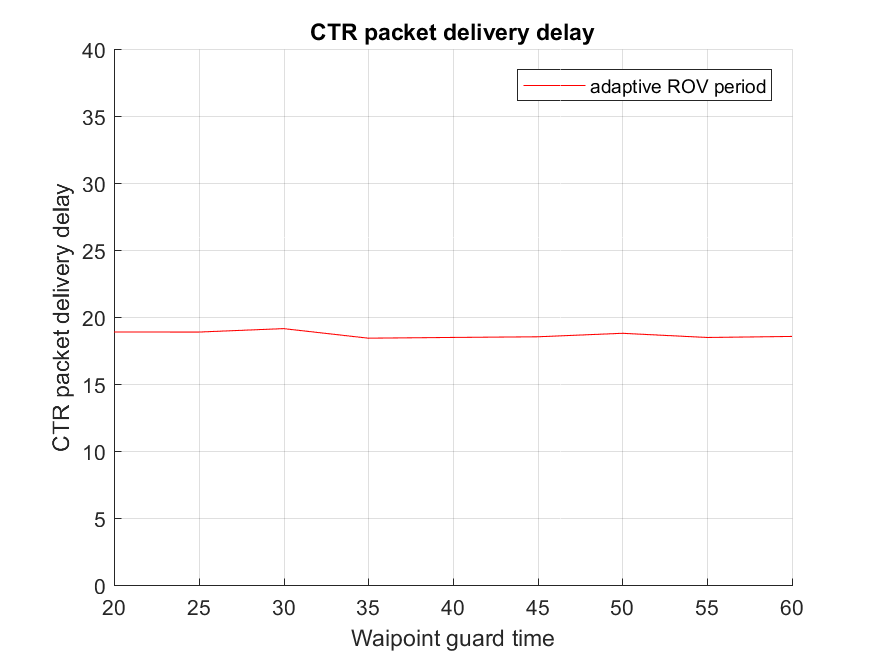 CTR packet delivery delay
adaptive ROV period
CTR packet delivery delay
40
35
30
25
20
15
10
5
0
20 25 30 35 40 45 50 55 60
Waipoint guard time